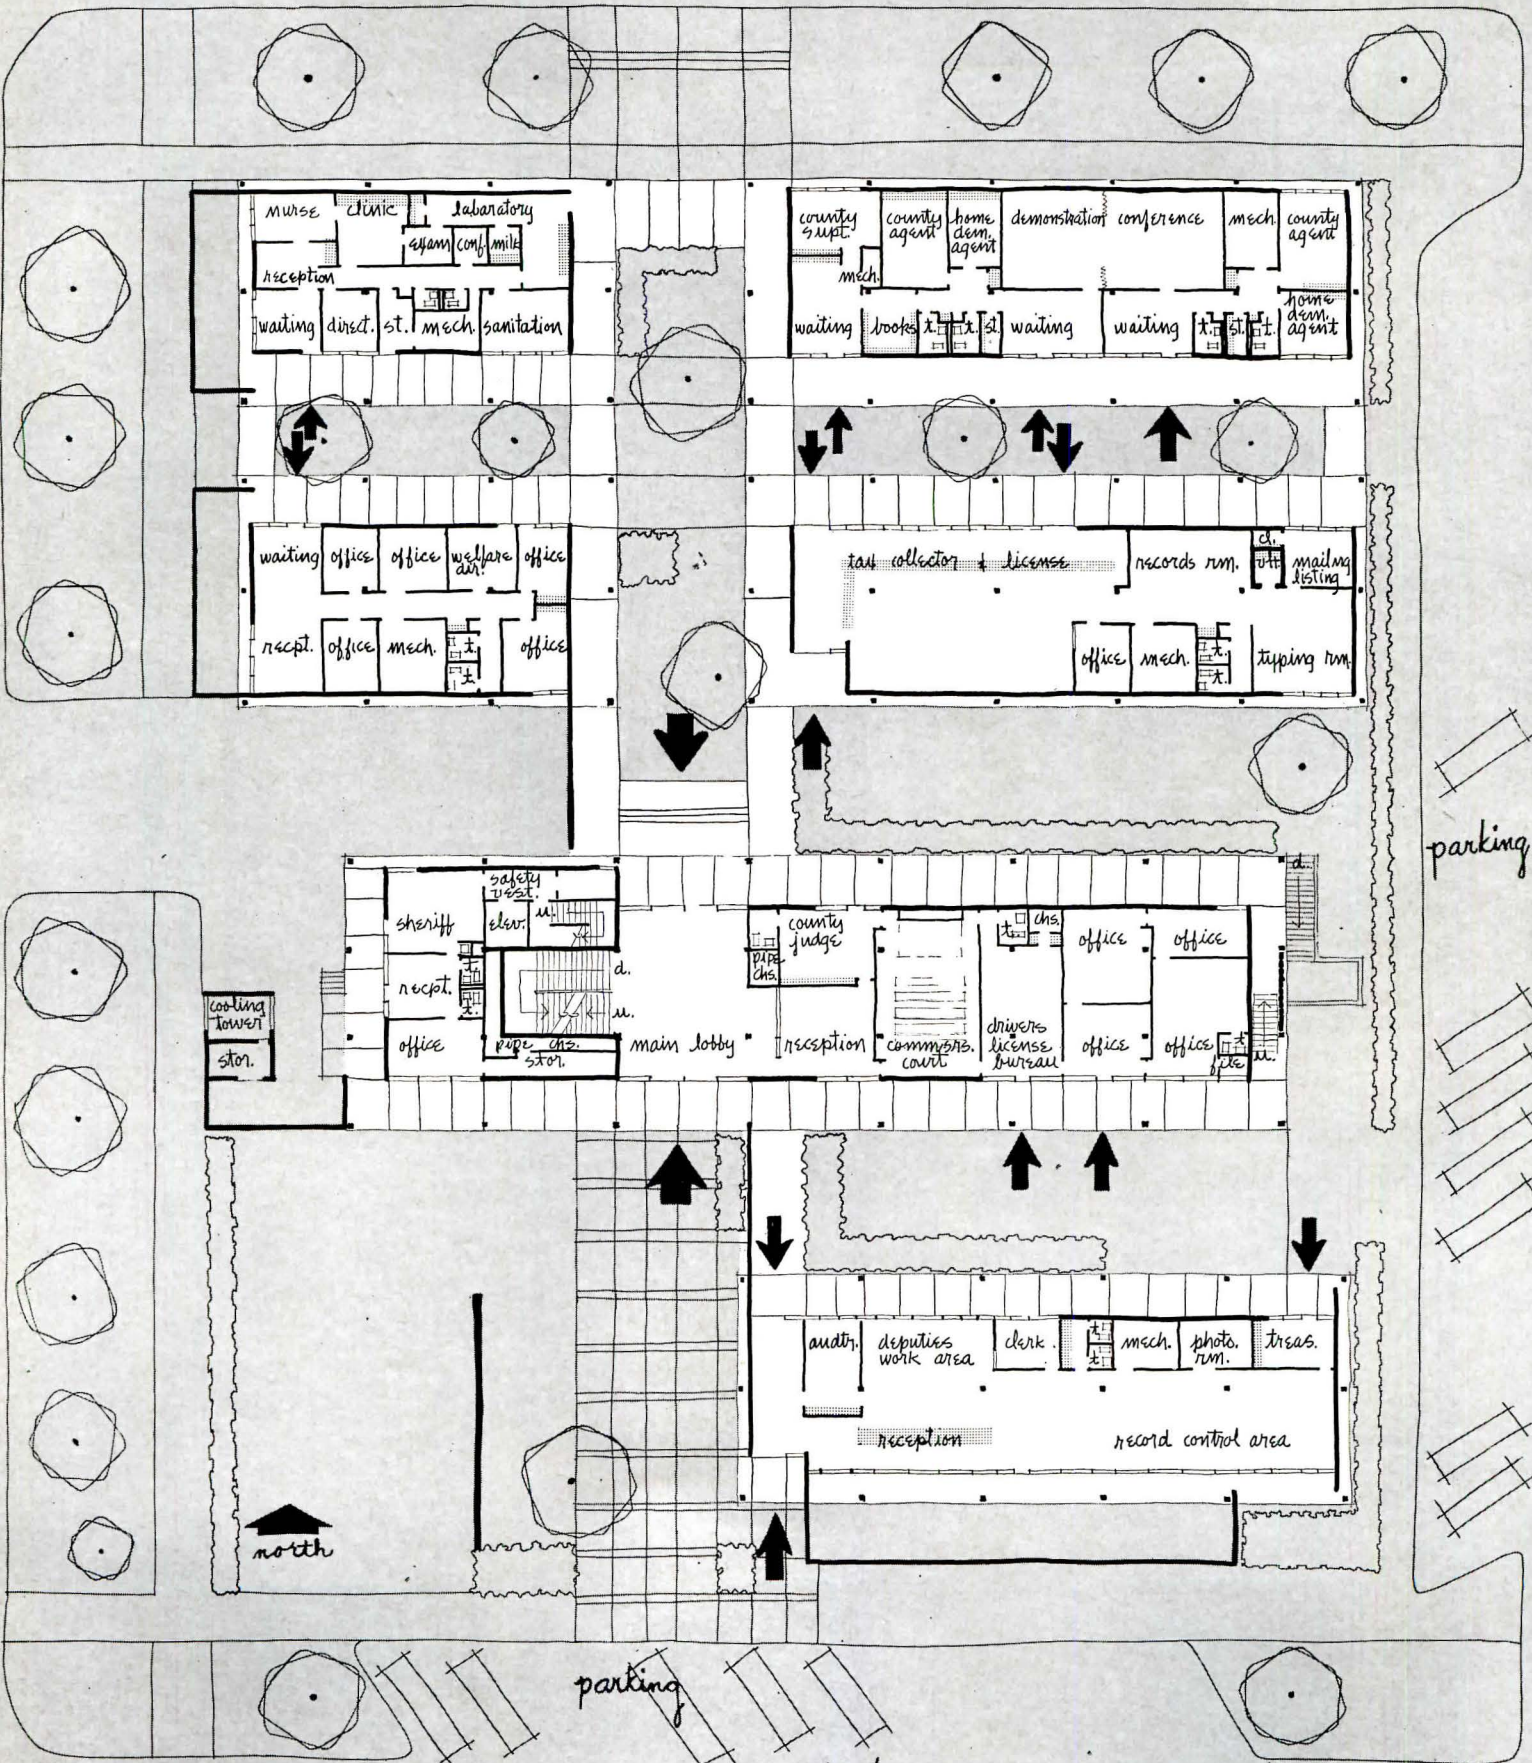 nurse
clinic
labaratory
exam
conf.
milk
reception
waiting
direct.
st.
mech.
sanitation
county
supt.
county
agent
home
dem.
agent
demonstration
conference
mech.
county
agent
mech.
waiting
books
t.
t.
st.
waiting
waiting
t.
st.
t.
home
dem.
agent
waiting
office
office
welfare
dir.
office
recpt.
office
mech.
t.
t.
office
tax collector & license
records rm.
cl.
vlt.
mailing
listing
office
mech.
t.
t.
typing rm.
parking
sheriff
safety
vest.
elev.
u.
recpt.
t.
t.
d.
u.
office
pipe chs.
stor.
main lobby
county
judge
pipe
chs.
reception
commsrs.
court
t.
chs.
drivers
license
bureau
office
office
office
office
t.
file
d.
u.
cooling
tower
stor.
audtr.
deputies
work area
clerk
t.
t.
mech.
photo.
rm.
treas.
reception
record control area
north
parking